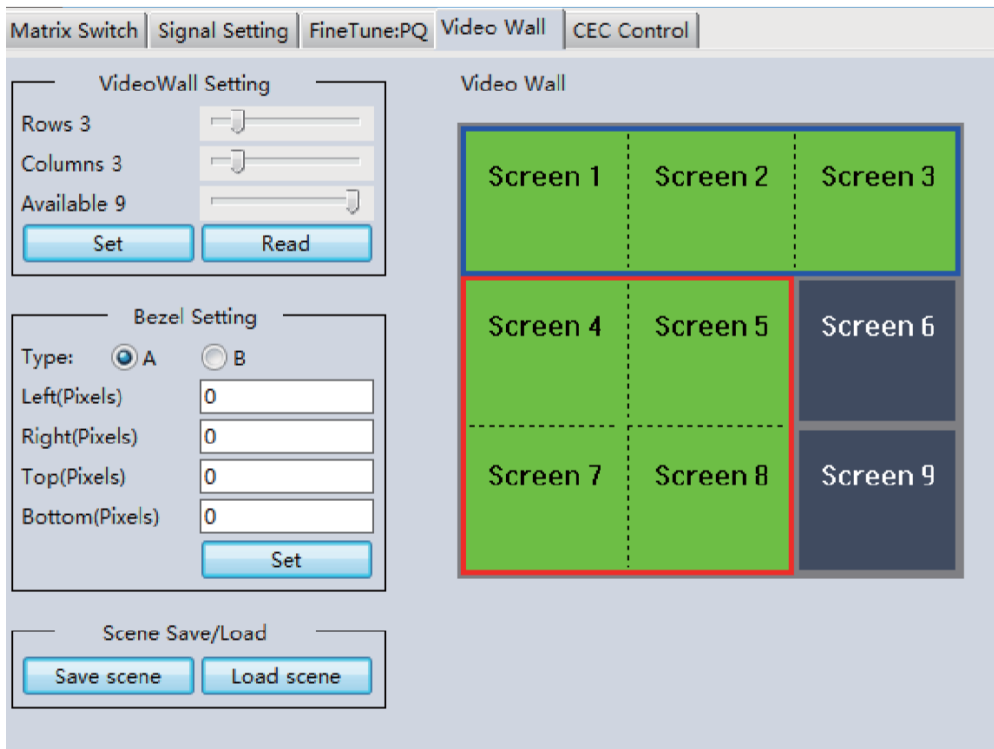 Matrix Switch Signal Setting FineTune:PQ Video Wall CEC Control
VideoWall Setting
Rows 3
Columns 3
Available 9
Set Read
Bezel Setting
Type: A B
Left(Pixels) 0
Right(Pixels) 0
Top(Pixels) 0
Bottom(Pixels) 0
Set
Scene Save/Load
Save scene Load scene
Video Wall
Screen 1 Screen 2 Screen 3
Screen 4 Screen 5 Screen 6
Screen 7 Screen 8 Screen 9